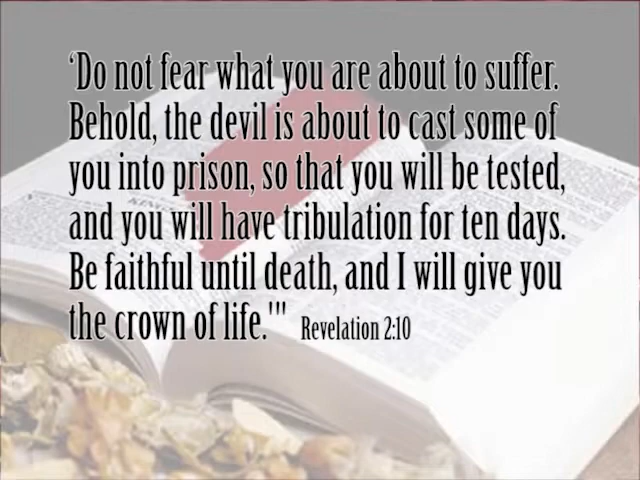 ‘Do not fear what you are about to suffer.
Behold, the devil is about to cast some of
you into prison, so that you will be tested,
and you will have tribulation for ten days.
Be faithful until death, and I will give you
the crown of life.'" Revelation 2:10